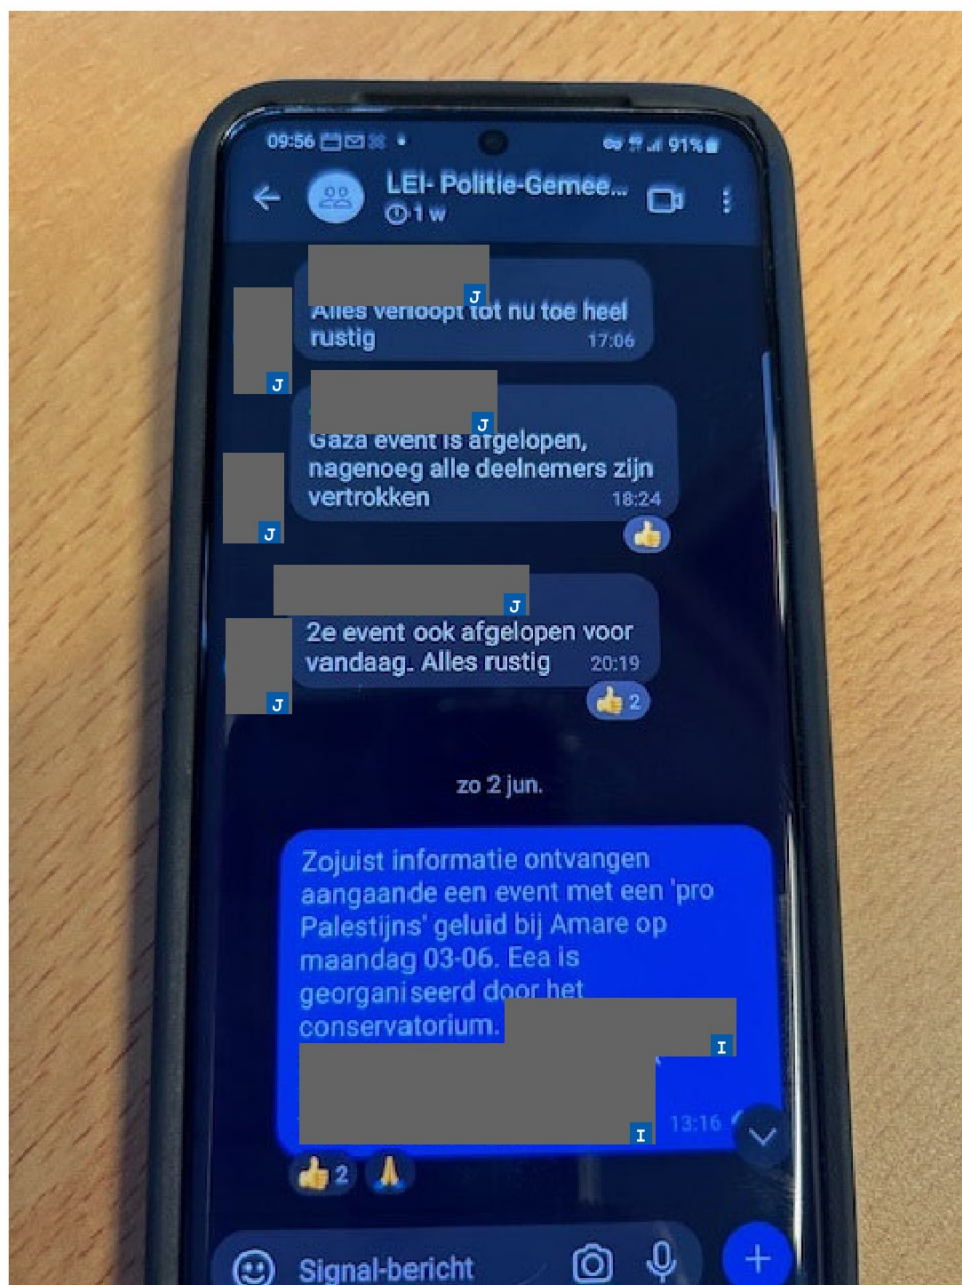 09:56
91%
LEI- Politie-Gemee...
1 w
J
Alles verloopt tot nu toe heel
rustig
17:06
J
J
Gaza event is afgelopen,
nagenoeg alle deelnemers zijn
vertrokken
18:24
J
J
2e event ook afgelopen voor
vandaag. Alles rustig
20:19
J
2
zo 2 jun.
Zojuist informatie ontvangen
aangaande een event met een 'pro
Palestijns' geluid bij Amare op
maandag 03-06. Eea is
georganiseerd door het
conservatorium.
I
I
13:16
2
Signal-bericht